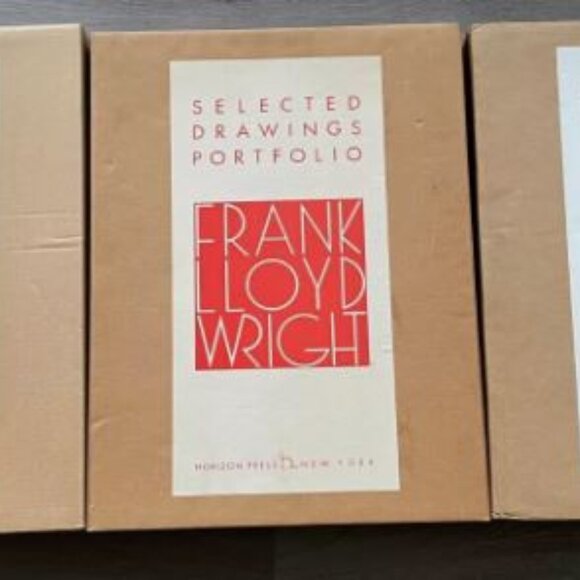 SELECTED
DRAWINGS
PORTFOLIO
FRANK
LLOYD
WRIGHT
HORIZON PRESS NEW YORK